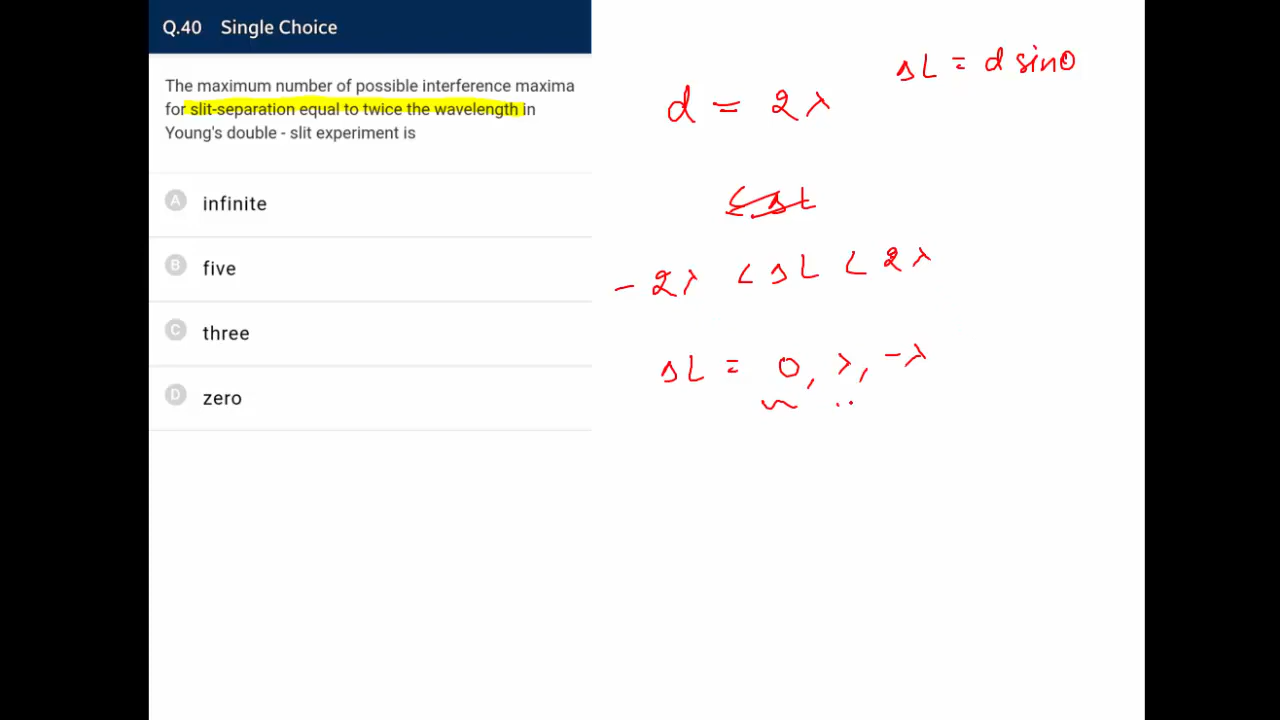 Q.40 Single Choice
The maximum number of possible interference maxima
for slit-separation equal to twice the wavelength in
Young's double - slit experiment is
A infinite
B five
C three
D zero
ΔL = d sinθ
d = 2λ
-2λ < ΔL < 2λ
ΔL = 0, λ, -λ